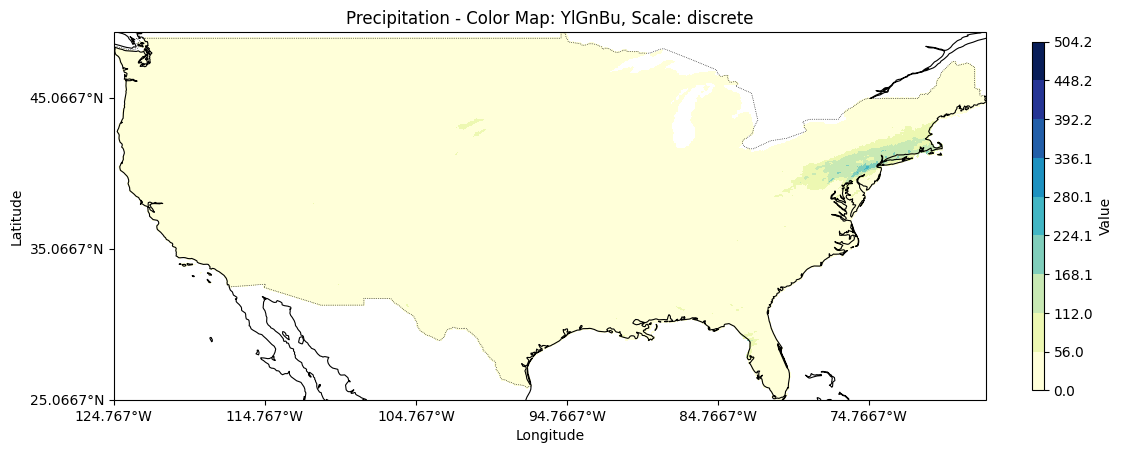 Precipitation - Color Map: YlGnBu, Scale: discrete
Latitude
45.0667°N
35.0667°N
25.0667°N
124.767°W
114.767°W
104.767°W
94.7667°W
84.7667°W
74.7667°W
Longitude
504.2
448.2
392.2
336.1
280.1
224.1
168.1
112.0
56.0
0.0
Value